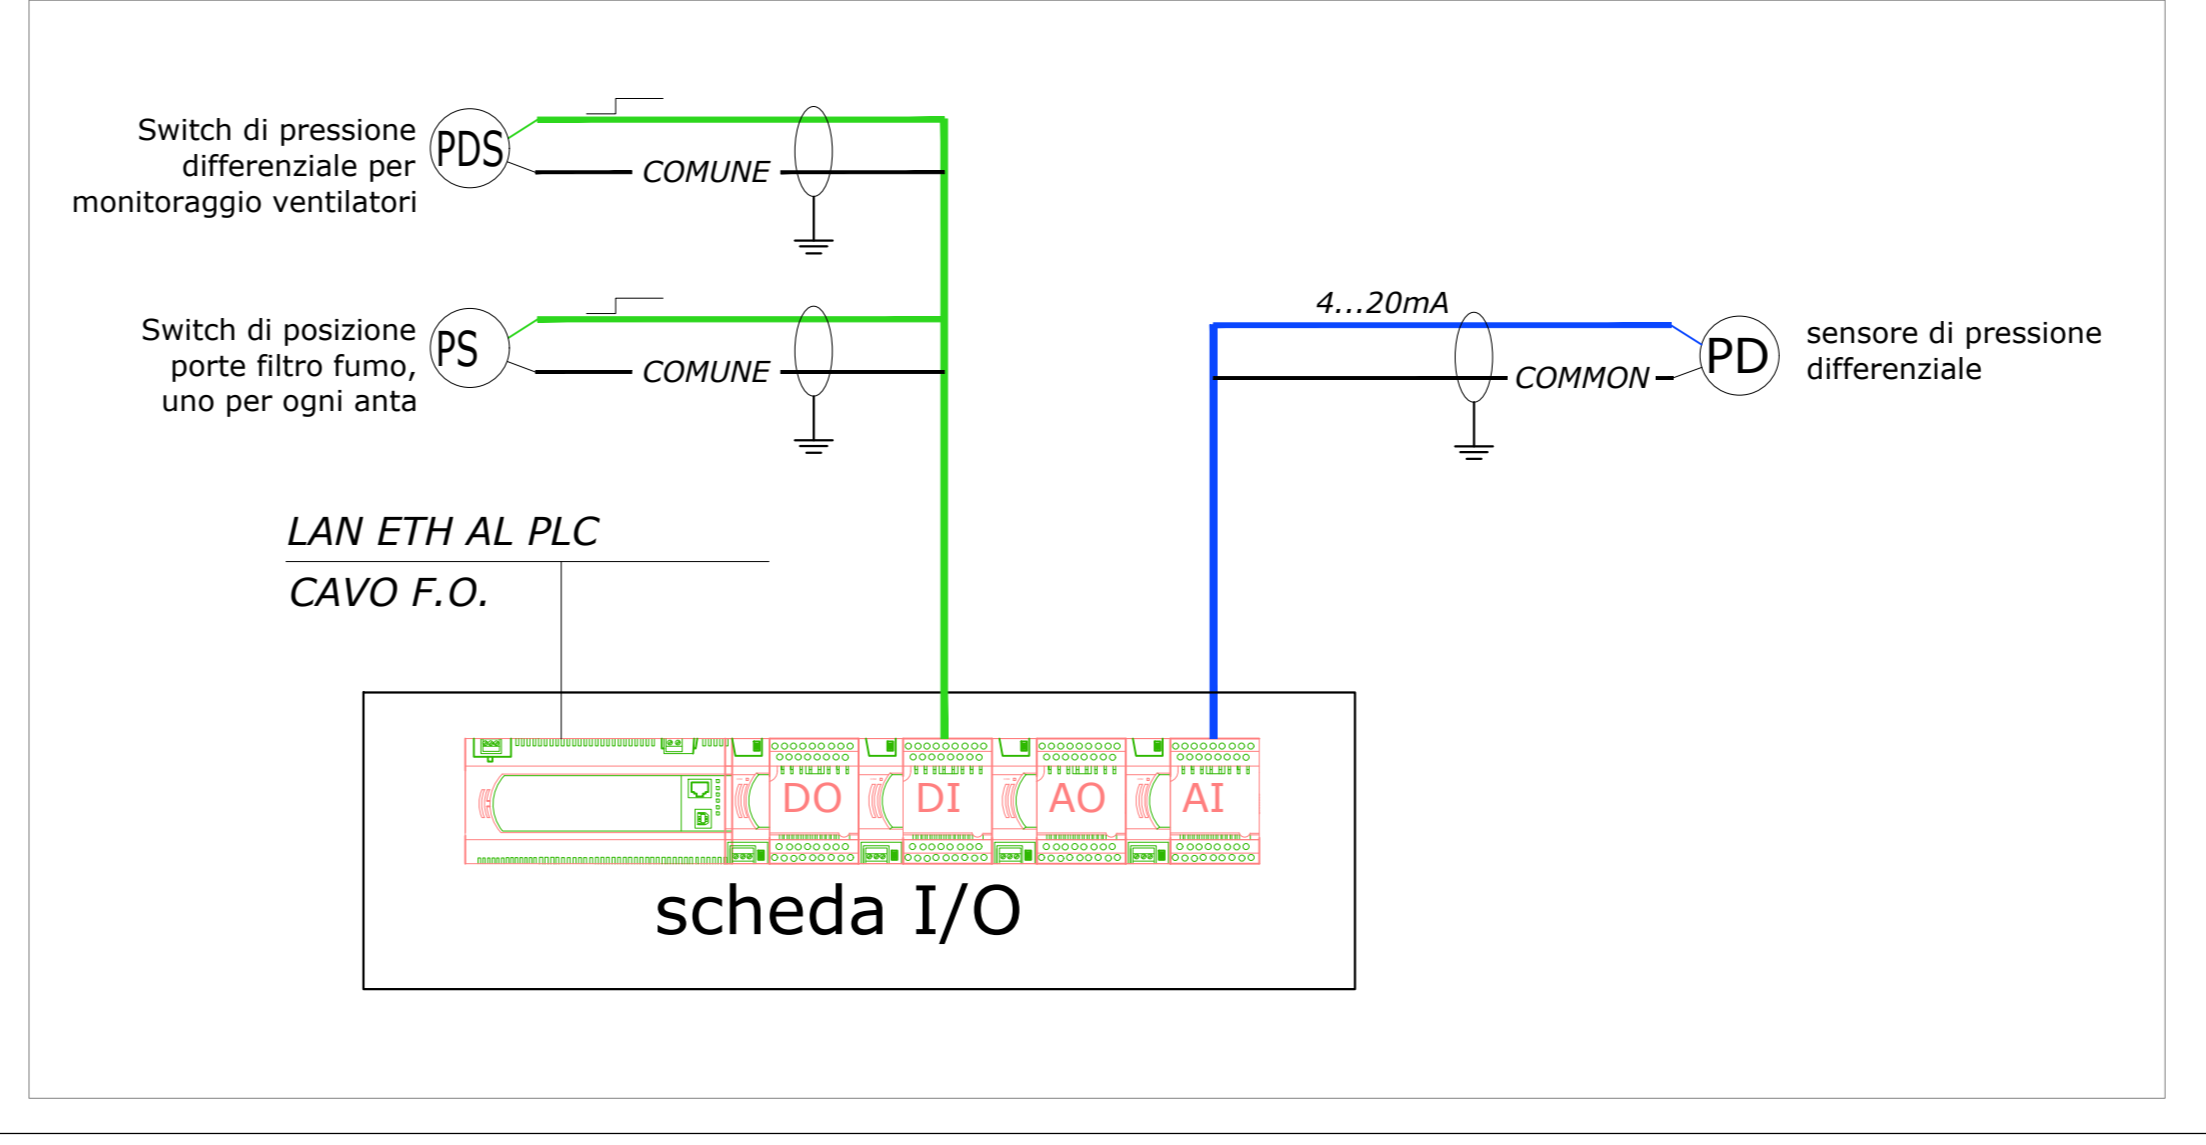 Switch di pressione
differenziale per
monitoraggio ventilatori
PDS
COMUNE
Switch di posizione
porte filtro fumo,
uno per ogni anta
PS
COMUNE
4...20mA
COMMON
PD
sensore di pressione
differenziale
LAN ETH AL PLC
CAVO F.O.
DO
DI
AO
AI
scheda I/O